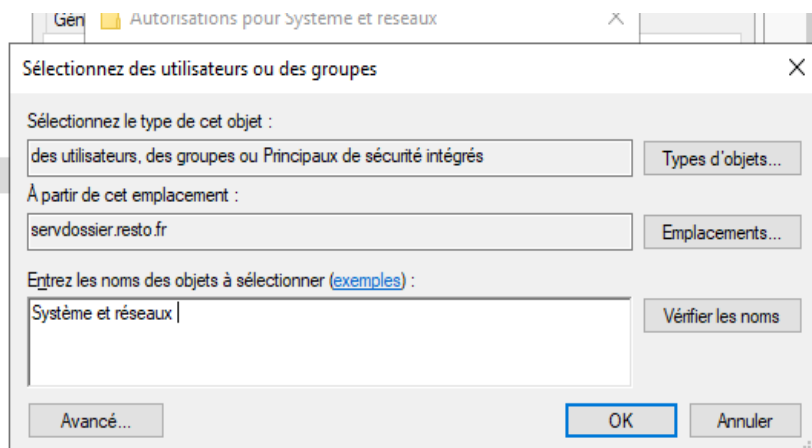 Gén
Autorisations pour Système et réseaux
Sélectionnez des utilisateurs ou des groupes
Sélectionnez le type de cet objet :
des utilisateurs, des groupes ou Principaux de sécurité intégrés
Types d'objets...
À partir de cet emplacement :
servdossier.resto.fr
Emplacements...
Entrez les noms des objets à sélectionner (exemples) :
Système et réseaux
Vérifier les noms
Avancé...
OK
Annuler